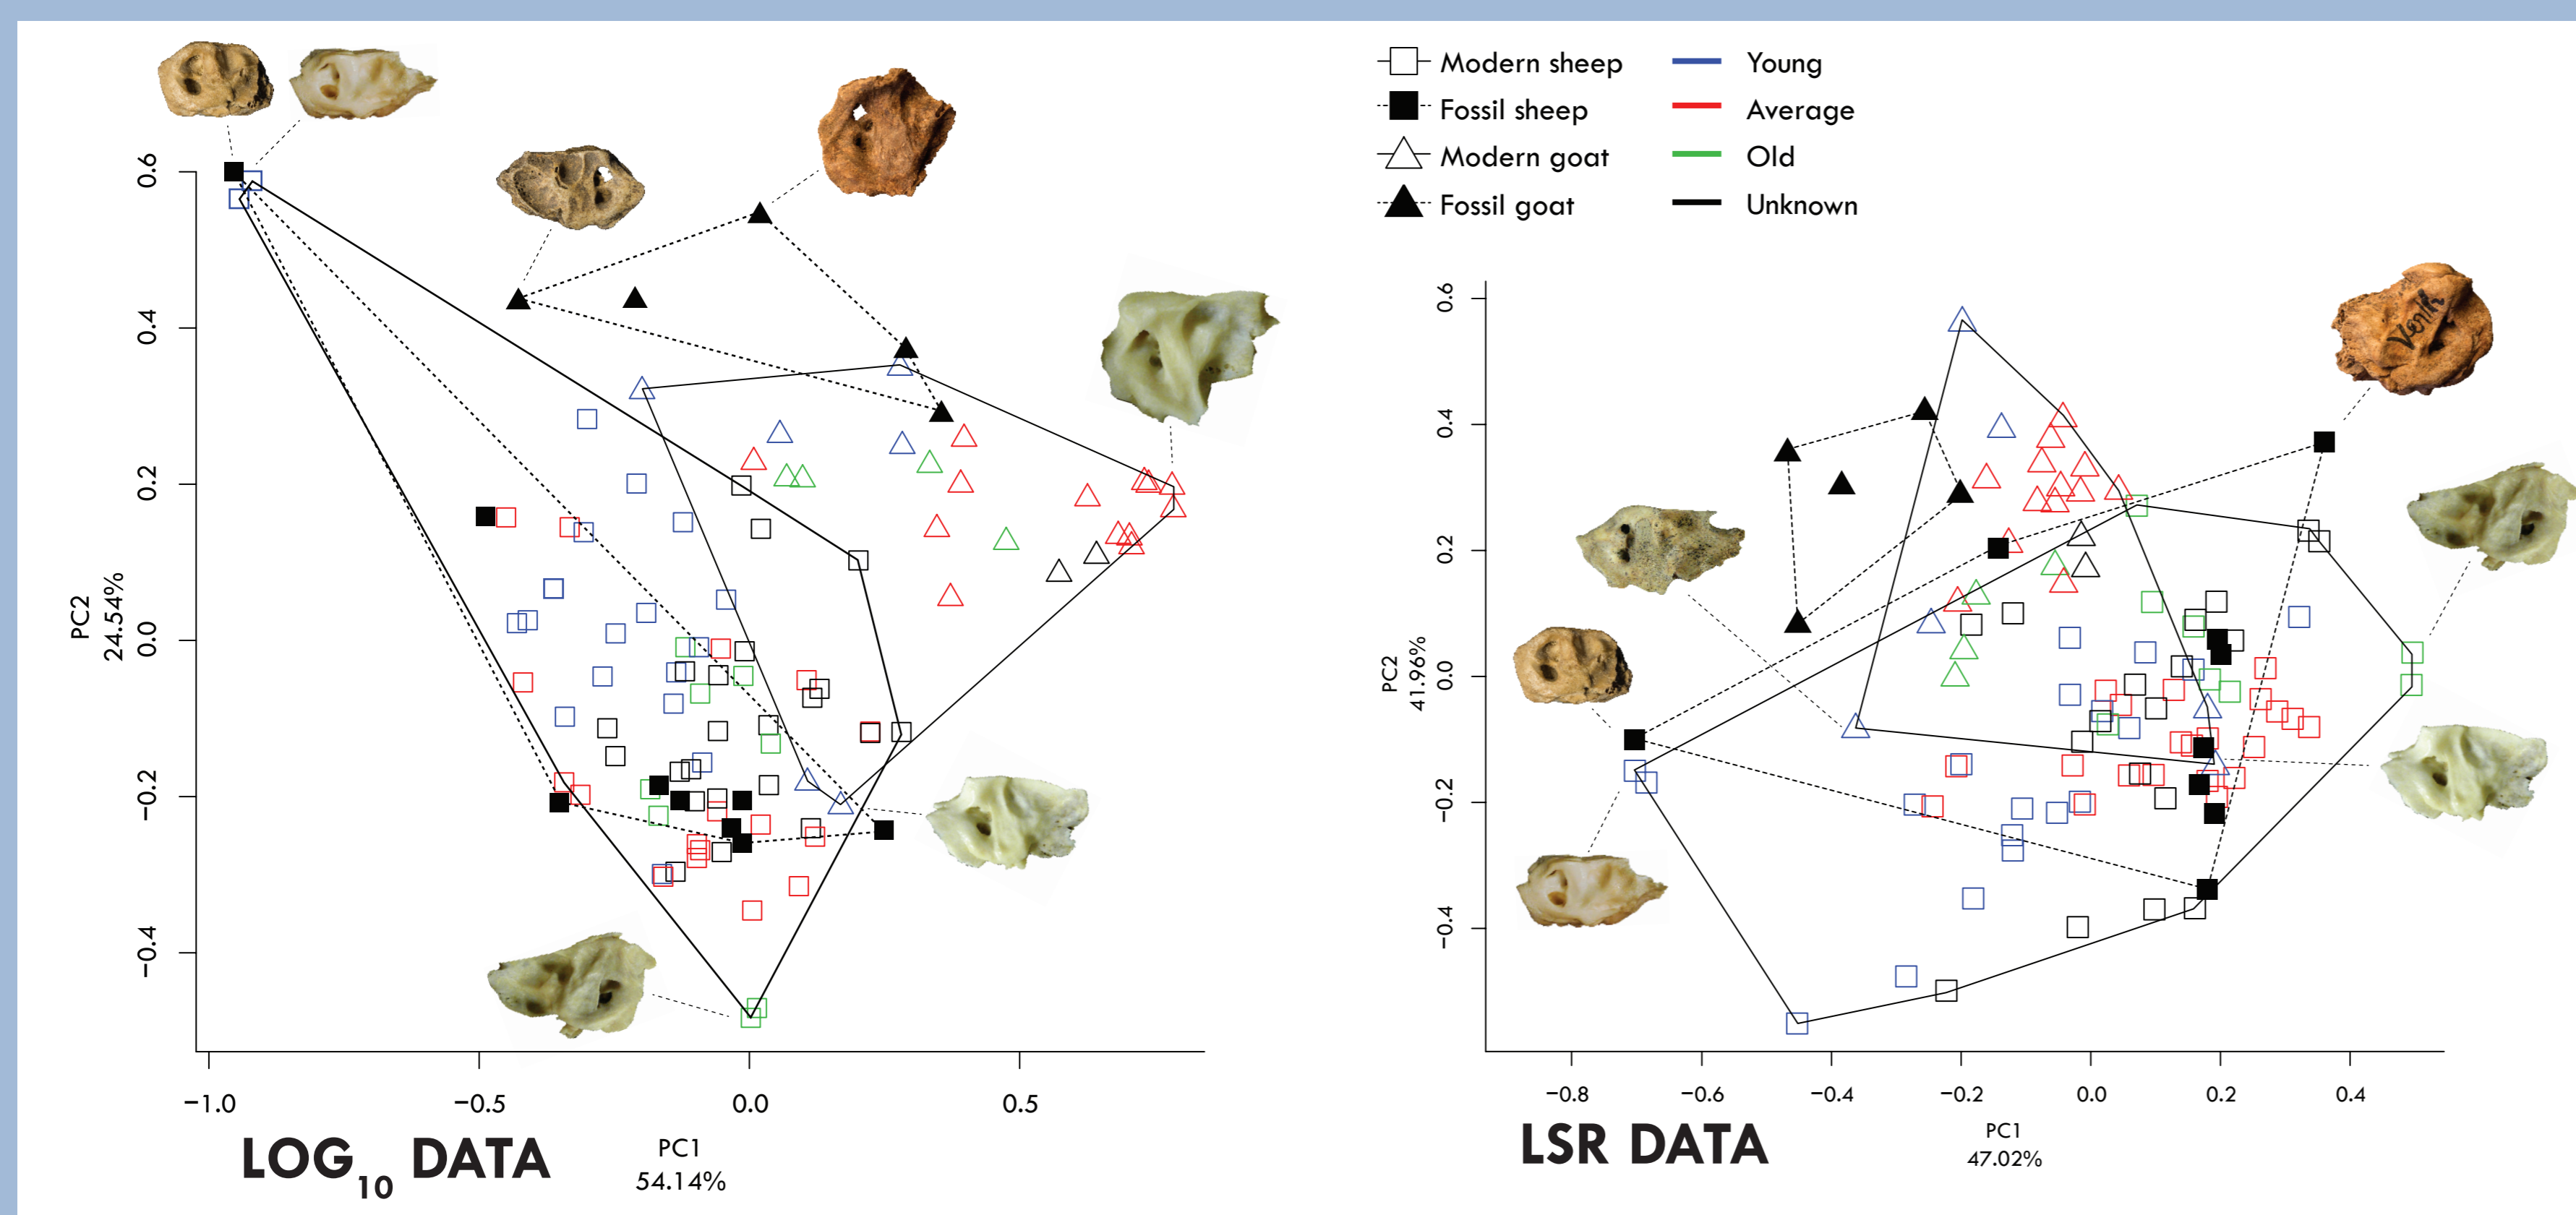 Modern sheep
Fossil sheep
Modern goat
Fossil goat
Young
Average
Old
Unknown
0.6
0.4
0.2
0.0
−0.2
−0.4
PC2
24.54%
−1.0 −0.5 0.0 0.5
LOG10 DATA
PC1
54.14%
0.6
0.4
0.2
0.0
−0.2
−0.4
PC2
41.96%
−0.8 −0.6 −0.4 −0.2 0.0 0.2 0.4
LSR DATA
PC1
47.02%